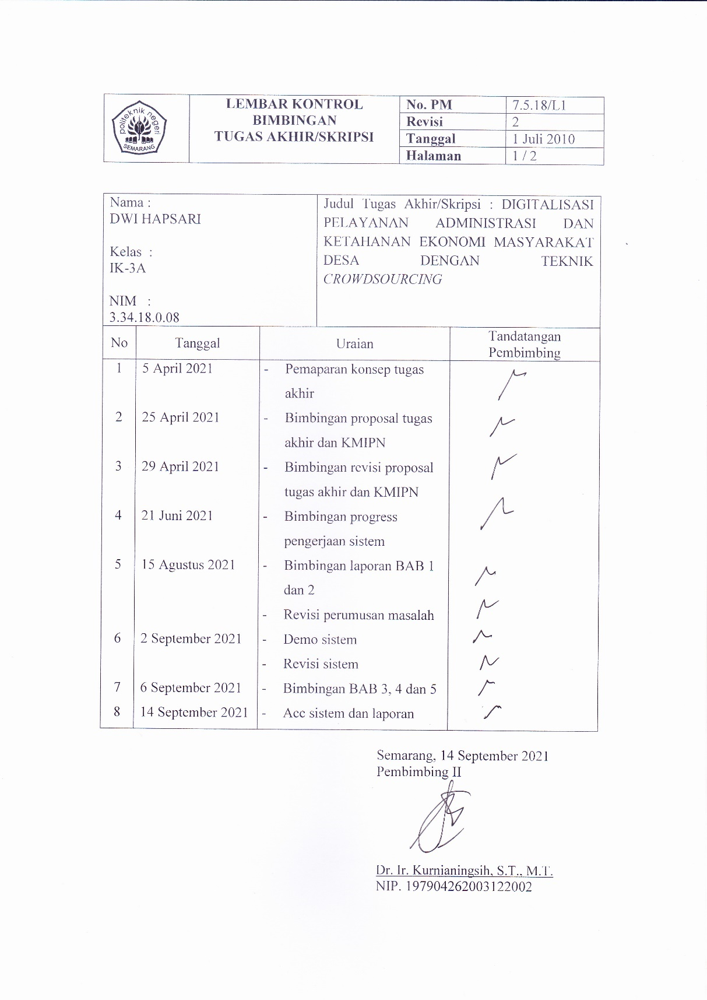 politeknik negeri
SEMARANG
LEMBAR KONTROL
BIMBINGAN
TUGAS AKHIR/SKRIPSI
No. PM 7.5.18/L1
Revisi 2
Tanggal 1 Juli 2010
Halaman 1 / 2
Nama :
DWI HAPSARI
Kelas :
IK-3A
NIM :
3.34.18.0.08
Judul Tugas Akhir/Skripsi : DIGITALISASI
PELAYANAN ADMINISTRASI DAN
KETAHANAN EKONOMI MASYARAKAT
DESA DENGAN TEKNIK
CROWDSOURCING
No Tanggal Uraian Tandatangan
Pembimbing
1 5 April 2021 - Pemaparan konsep tugas
akhir
2 25 April 2021 - Bimbingan proposal tugas
akhir dan KMIPN
3 29 April 2021 - Bimbingan revisi proposal
tugas akhir dan KMIPN
4 21 Juni 2021 - Bimbingan progress
pengerjaan sistem
5 15 Agustus 2021 - Bimbingan laporan BAB 1
dan 2
- Revisi perumusan masalah
6 2 September 2021 - Demo sistem
- Revisi sistem
7 6 September 2021 - Bimbingan BAB 3, 4 dan 5
8 14 September 2021 - Acc sistem dan laporan
Semarang, 14 September 2021
Pembimbing II
Dr. Ir. Kurnianingsih, S.T., M.T.
NIP. 197904262003122002